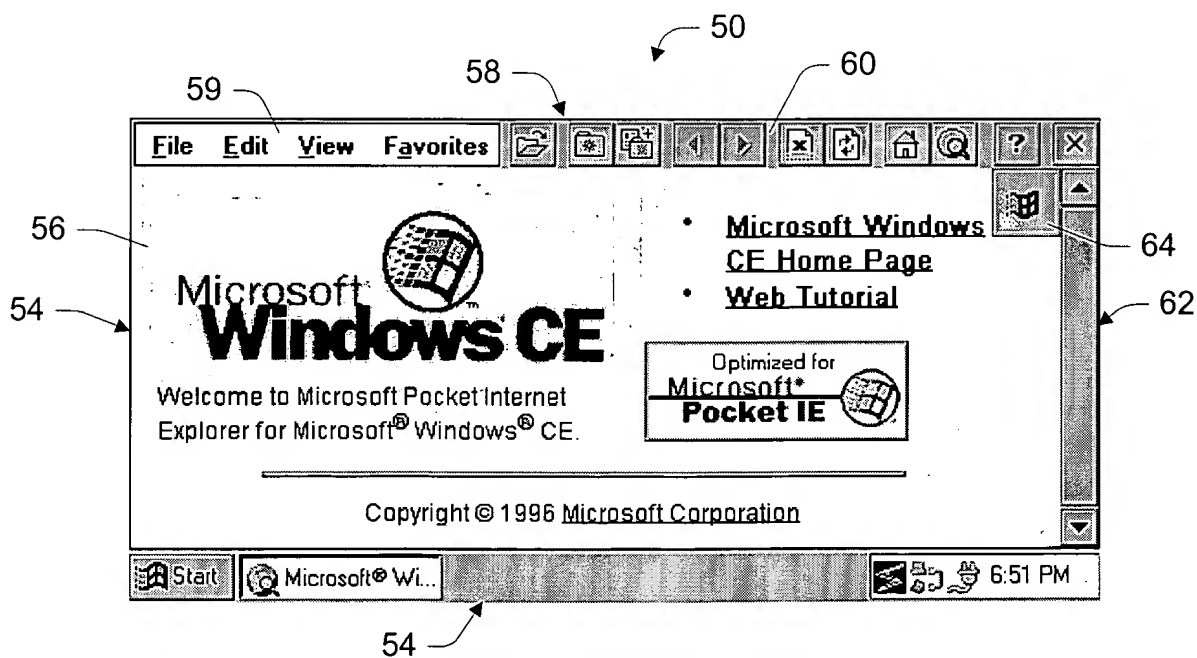 50
58
60
59
File Edit View Favorites
?
56
Microsoft Windows
CE Home Page
Web Tutorial
64
54
62
Microsoft
Windows CE
TM
Welcome to Microsoft Pocket Internet
Explorer for Microsoft® Windows® CE.
Optimized for
Microsoft®
Pocket IE
Copyright © 1996 Microsoft Corporation
Start
Microsoft® Wi...
6:51 PM
54